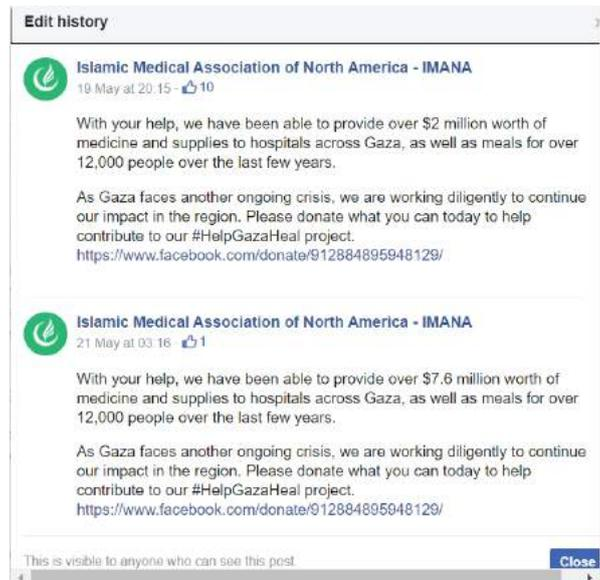 Edit history
Islamic Medical Association of North America - IMANA
19 May at 20:15 · 10
With your help, we have been able to provide over $2 million worth of
medicine and supplies to hospitals across Gaza, as well as meals for over
12,000 people over the last few years.
As Gaza faces another ongoing crisis, we are working diligently to continue
our impact in the region. Please donate what you can today to help
contribute to our #HelpGazaHeal project.
https://www.facebook.com/donate/912884895948129/
Islamic Medical Association of North America - IMANA
21 May at 03:16 · 1
With your help, we have been able to provide over $7.6 million worth of
medicine and supplies to hospitals across Gaza, as well as meals for over
12,000 people over the last few years.
As Gaza faces another ongoing crisis, we are working diligently to continue
our impact in the region. Please donate what you can today to help
contribute to our #HelpGazaHeal project.
https://www.facebook.com/donate/912884895948129/
This is visible to anyone who can see this post.
Close